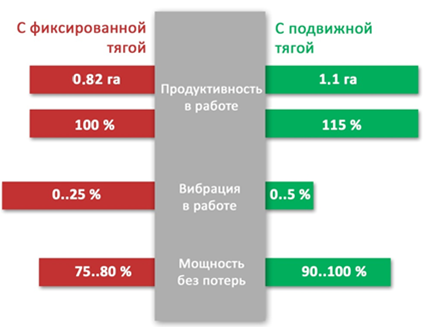 С фиксированной
тягой
С подвижной
тягой
0.82 га
Продуктивность
в работе
1.1 га
100 %
115 %
0..25 %
Вибрация
в работе
0..5 %
75..80 %
Мощность
без потерь
90..100 %